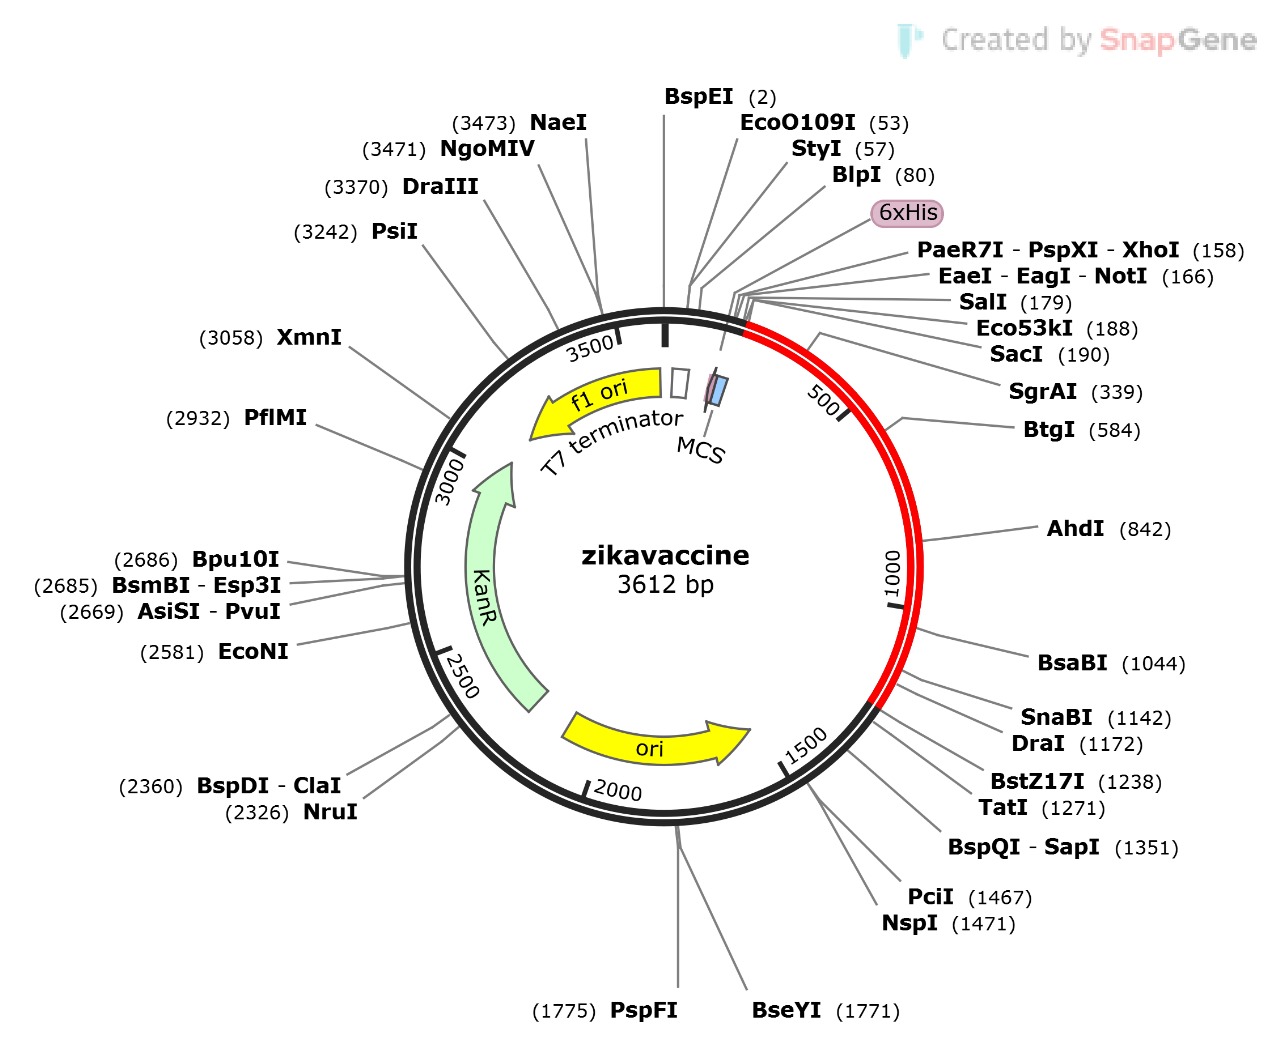 Created by SnapGene
BspEI (2)
(3473) NaeI
EcoO109I (53)
(3471) NgoMIV
StyI (57)
BlpI (80)
(3370) DraIII
6xHis
(3242) PsiI
PaeR7I - PspXI - XhoI (158)
EaeI - EagI - NotI (166)
SalI (179)
Eco53kI (188)
(3058) XmnI
SacI (190)
SgrAI (339)
(2932) PflMI
BtgI (584)
3500
500
f1 ori
T7 terminator
MCS
3000
AhdI (842)
zikavaccine
3612 bp
1000
KanR
(2686) Bpu10I
(2685) BsmBI - Esp3I
(2669) AsiSI - PvuI
(2581) EcoNI
BsaBI (1044)
2500
SnaBI (1142)
DraI (1172)
ori
1500
2000
BstZ17I (1238)
(2360) BspDI - ClaI
TatI (1271)
(2326) NruI
BspQI - SapI (1351)
PciI (1467)
NspI (1471)
(1775) PspFI
BseYI (1771)